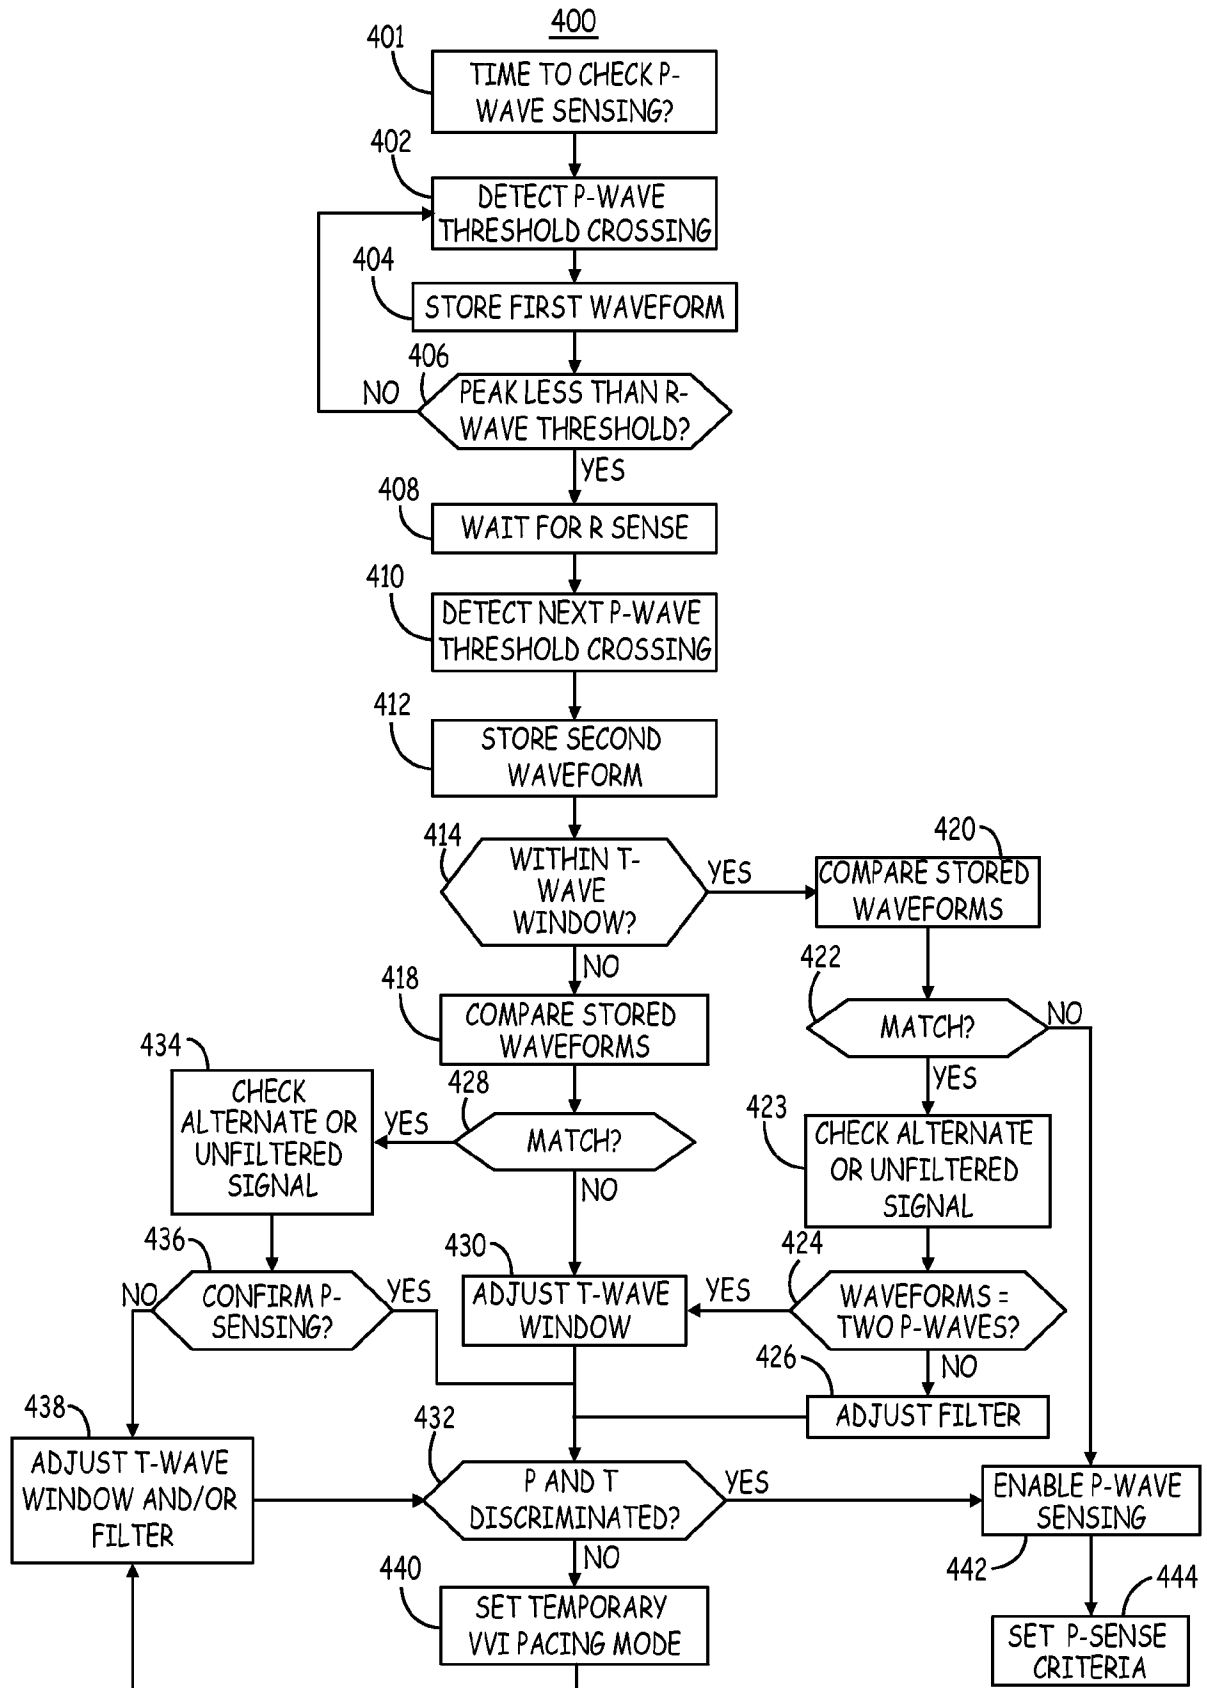 400
401
TIME TO CHECK P-
WAVE SENSING?
402
DETECT P-WAVE
THRESHOLD CROSSING
404
STORE FIRST WAVEFORM
406
NO
PEAK LESS THAN R-
WAVE THRESHOLD?
YES
408
WAIT FOR R SENSE
410
DETECT NEXT P-WAVE
THRESHOLD CROSSING
412
STORE SECOND
WAVEFORM
414
WITHIN T-
WAVE
WINDOW?
YES
NO
420
COMPARE STORED
WAVEFORMS
422
MATCH?
NO
YES
418
COMPARE STORED
WAVEFORMS
428
MATCH?
YES
NO
434
CHECK
ALTERNATE OR
UNFILTERED
SIGNAL
423
CHECK ALTERNATE
OR UNFILTERED
SIGNAL
436
NO
CONFIRM P-
SENSING?
YES
430
ADJUST T-WAVE
WINDOW
YES
424
WAVEFORMS =
TWO P-WAVES?
NO
426
ADJUST FILTER
438
ADJUST T-WAVE
WINDOW AND/OR
FILTER
432
P AND T
DISCRIMINATED?
YES
NO
ENABLE P-WAVE
SENSING
442
440
SET TEMPORARY
VVI PACING MODE
444
SET P-SENSE
CRITERIA